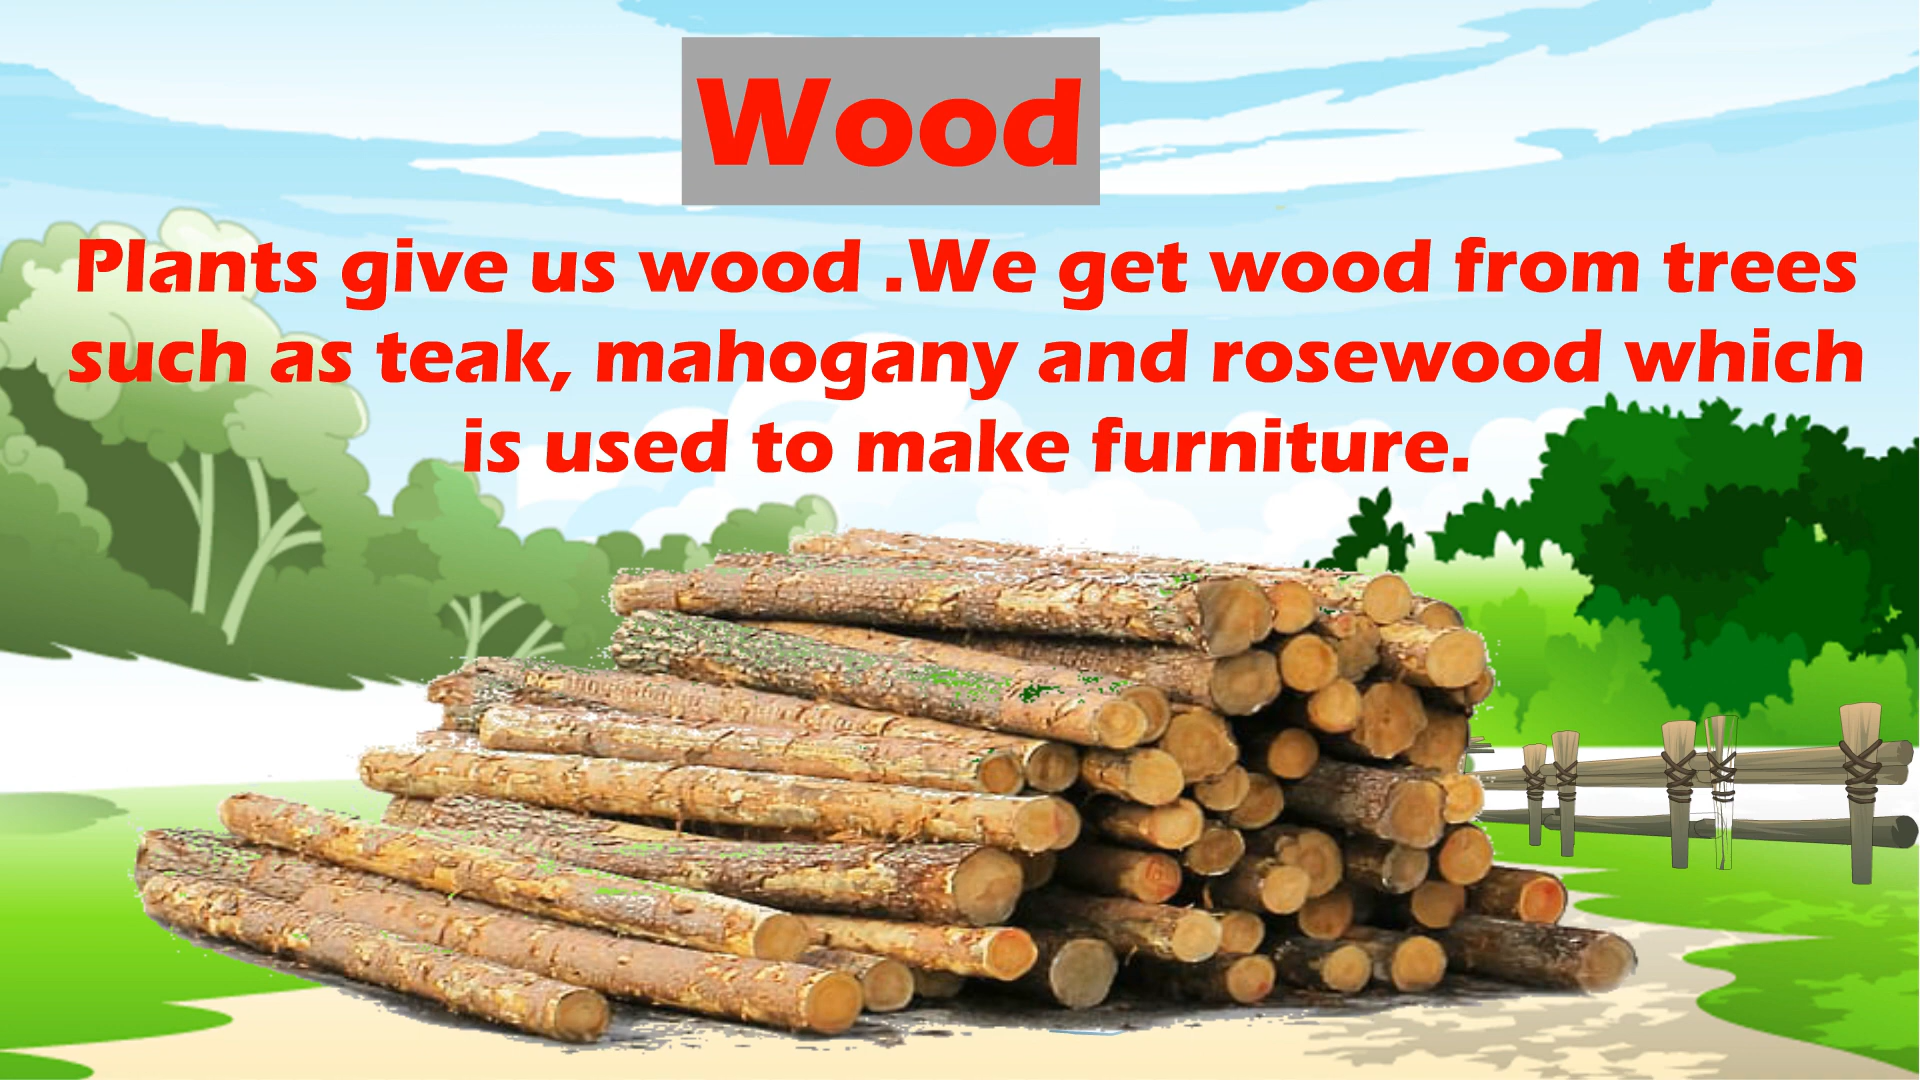 Wood
Plants give us wood .We get wood from trees
such as teak, mahogany and rosewood which
is used to make furniture.